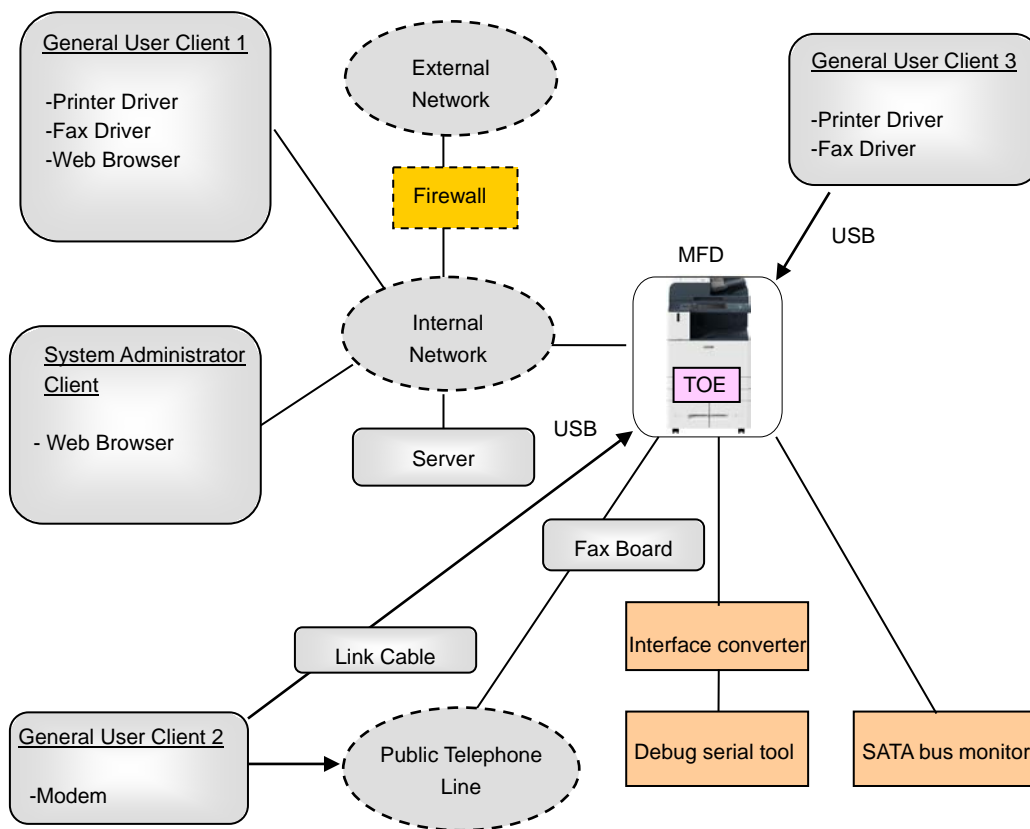 General User Client 1
-Printer Driver
-Fax Driver
-Web Browser
External
Network
General User Client 3
-Printer Driver
-Fax Driver
Firewall
USB
MFD
Internal
Network
TOE
System Administrator
Client
- Web Browser
USB
Server
Fax Board
Interface converter
Link Cable
General User Client 2
-Modem
Public Telephone
Line
Debug serial tool
SATA bus monitor